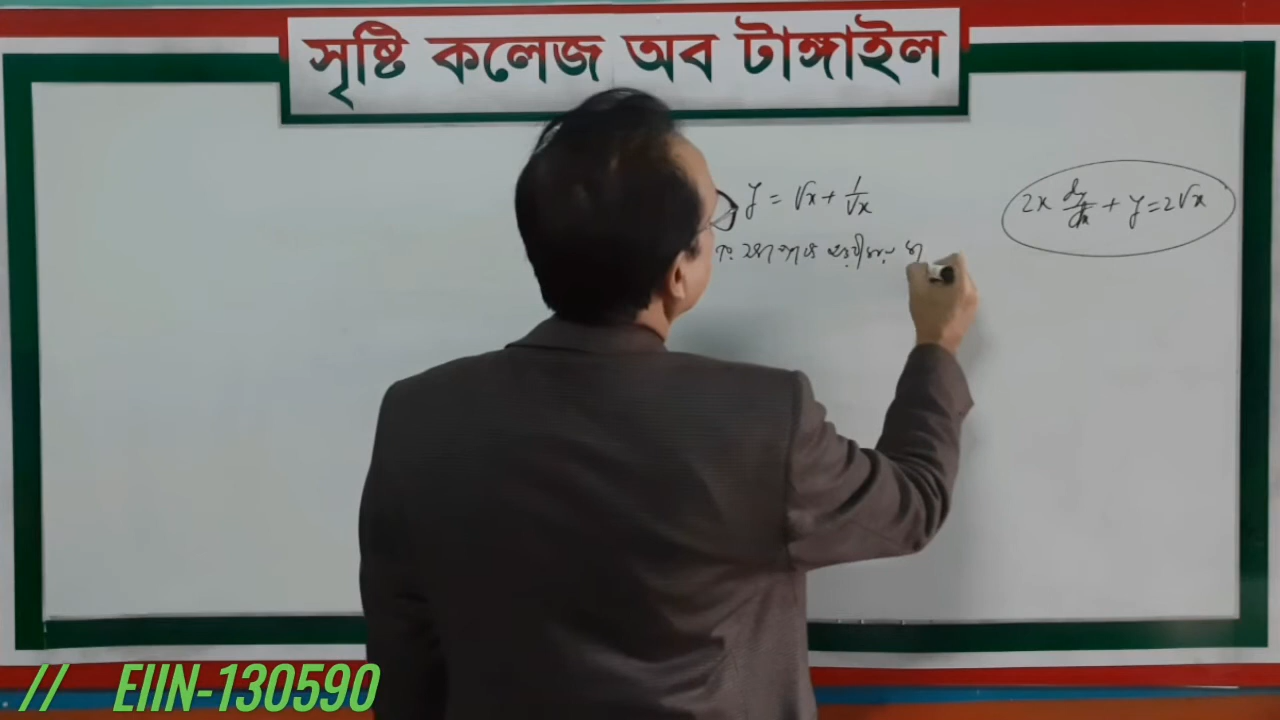 সৃষ্টি কলেজ অব টাঙ্গাইল
y = √x + 1/√x
2x dy/dx + y = 2√x
// EIIN-130590